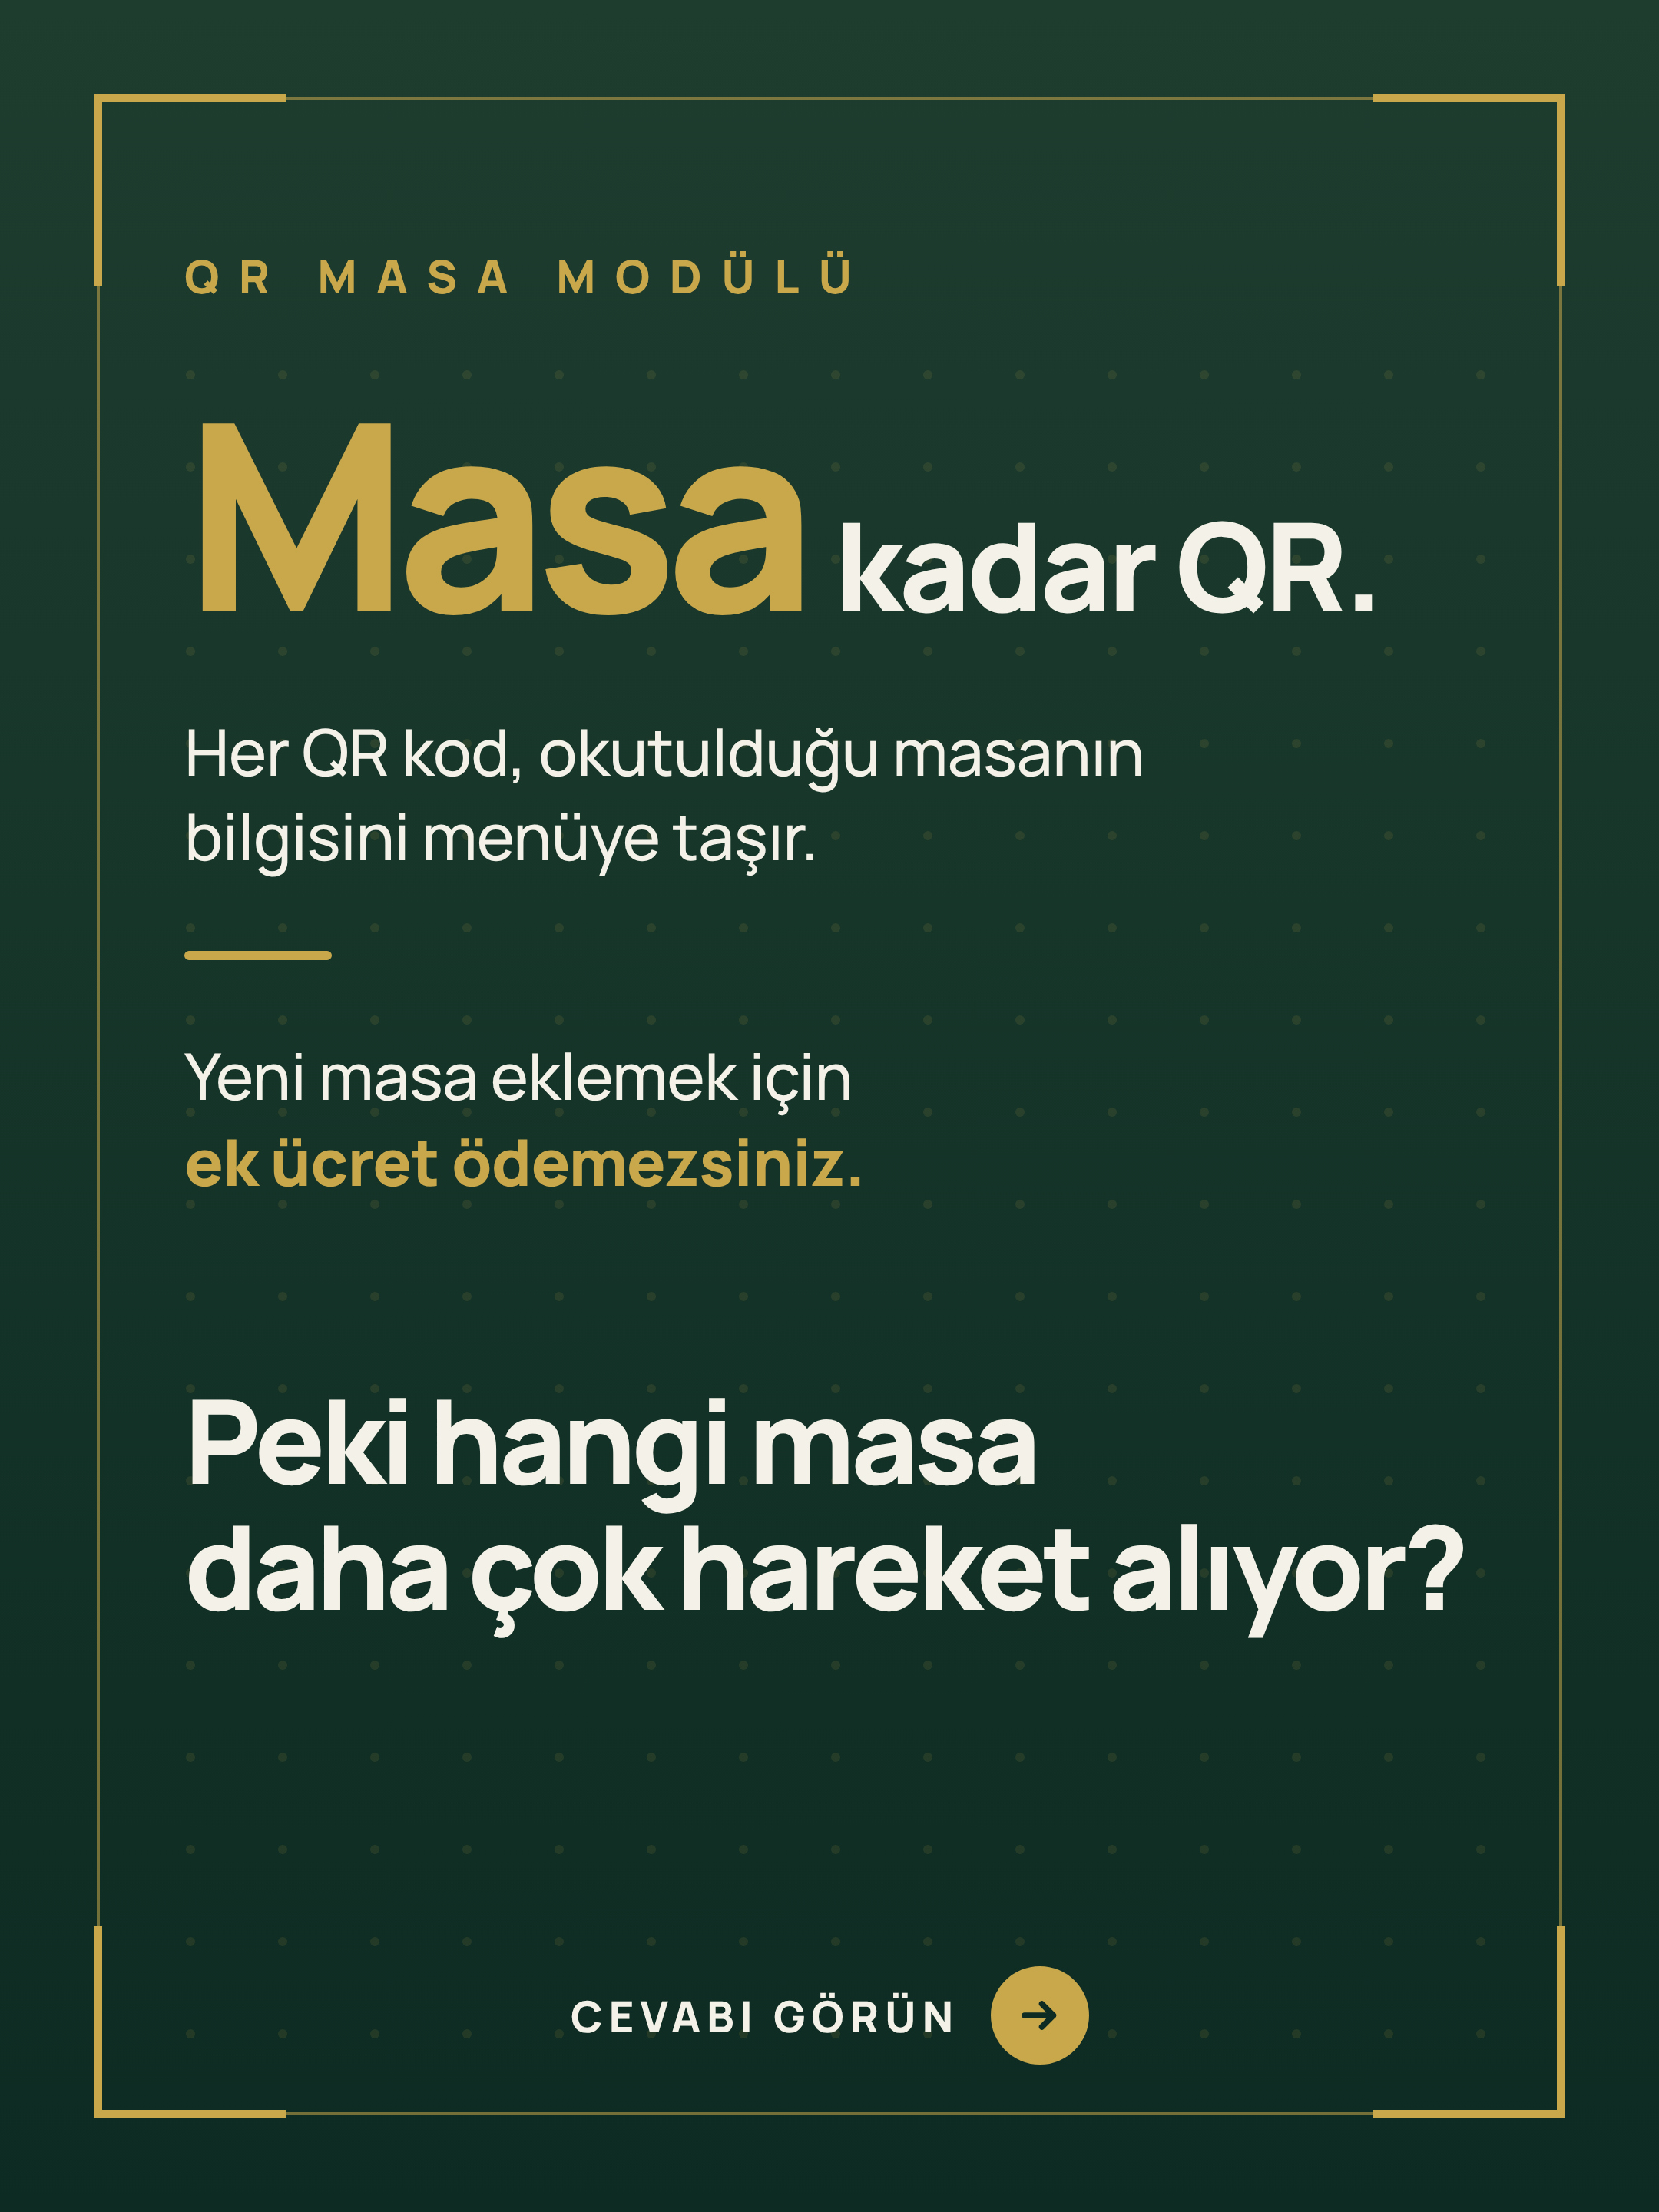 QR MASA MODÜLÜ
Masa kadar QR.
Her QR kod, okutulduğu masanın
bilgisini menüye taşır.
Yeni masa eklemek için
ek ücret ödemezsiniz.
Peki hangi masa
daha çok hareket alıyor?
CEVABI GÖRÜN